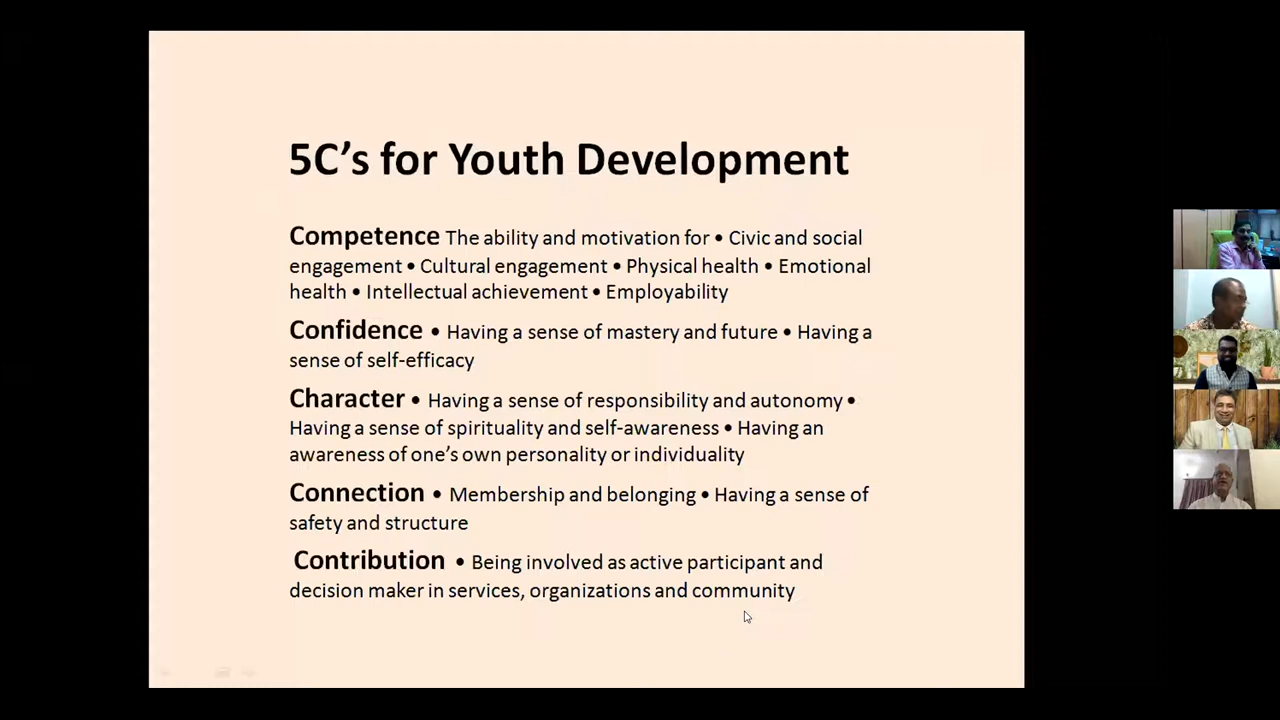 5C’s for Youth Development
Competence The ability and motivation for • Civic and social
engagement • Cultural engagement • Physical health • Emotional
health • Intellectual achievement • Employability
Confidence • Having a sense of mastery and future • Having a
sense of self-efficacy
Character • Having a sense of responsibility and autonomy •
Having a sense of spirituality and self-awareness • Having an
awareness of one’s own personality or individuality
Connection • Membership and belonging • Having a sense of
safety and structure
Contribution • Being involved as active participant and
decision maker in services, organizations and community